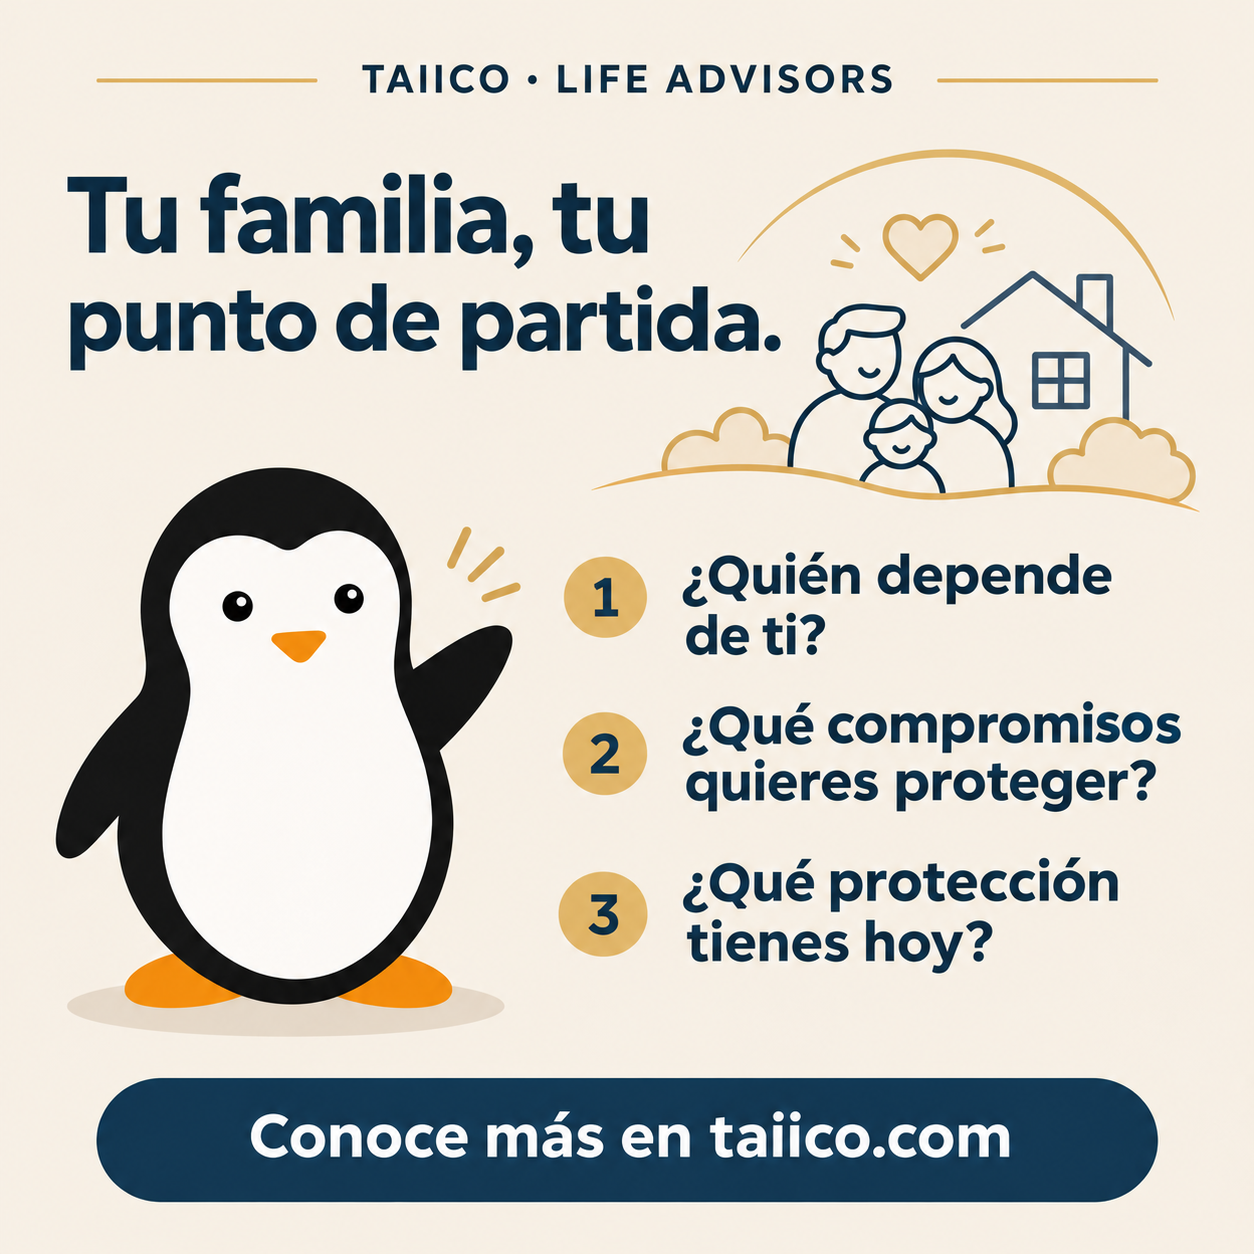 TAIICO • LIFE ADVISORS
Tu familia, tu
punto de partida.
1
¿Quién depende
de ti?
2
¿Qué compromisos
quieres proteger?
3
¿Qué protección
tienes hoy?
Conoce más en taiico.com